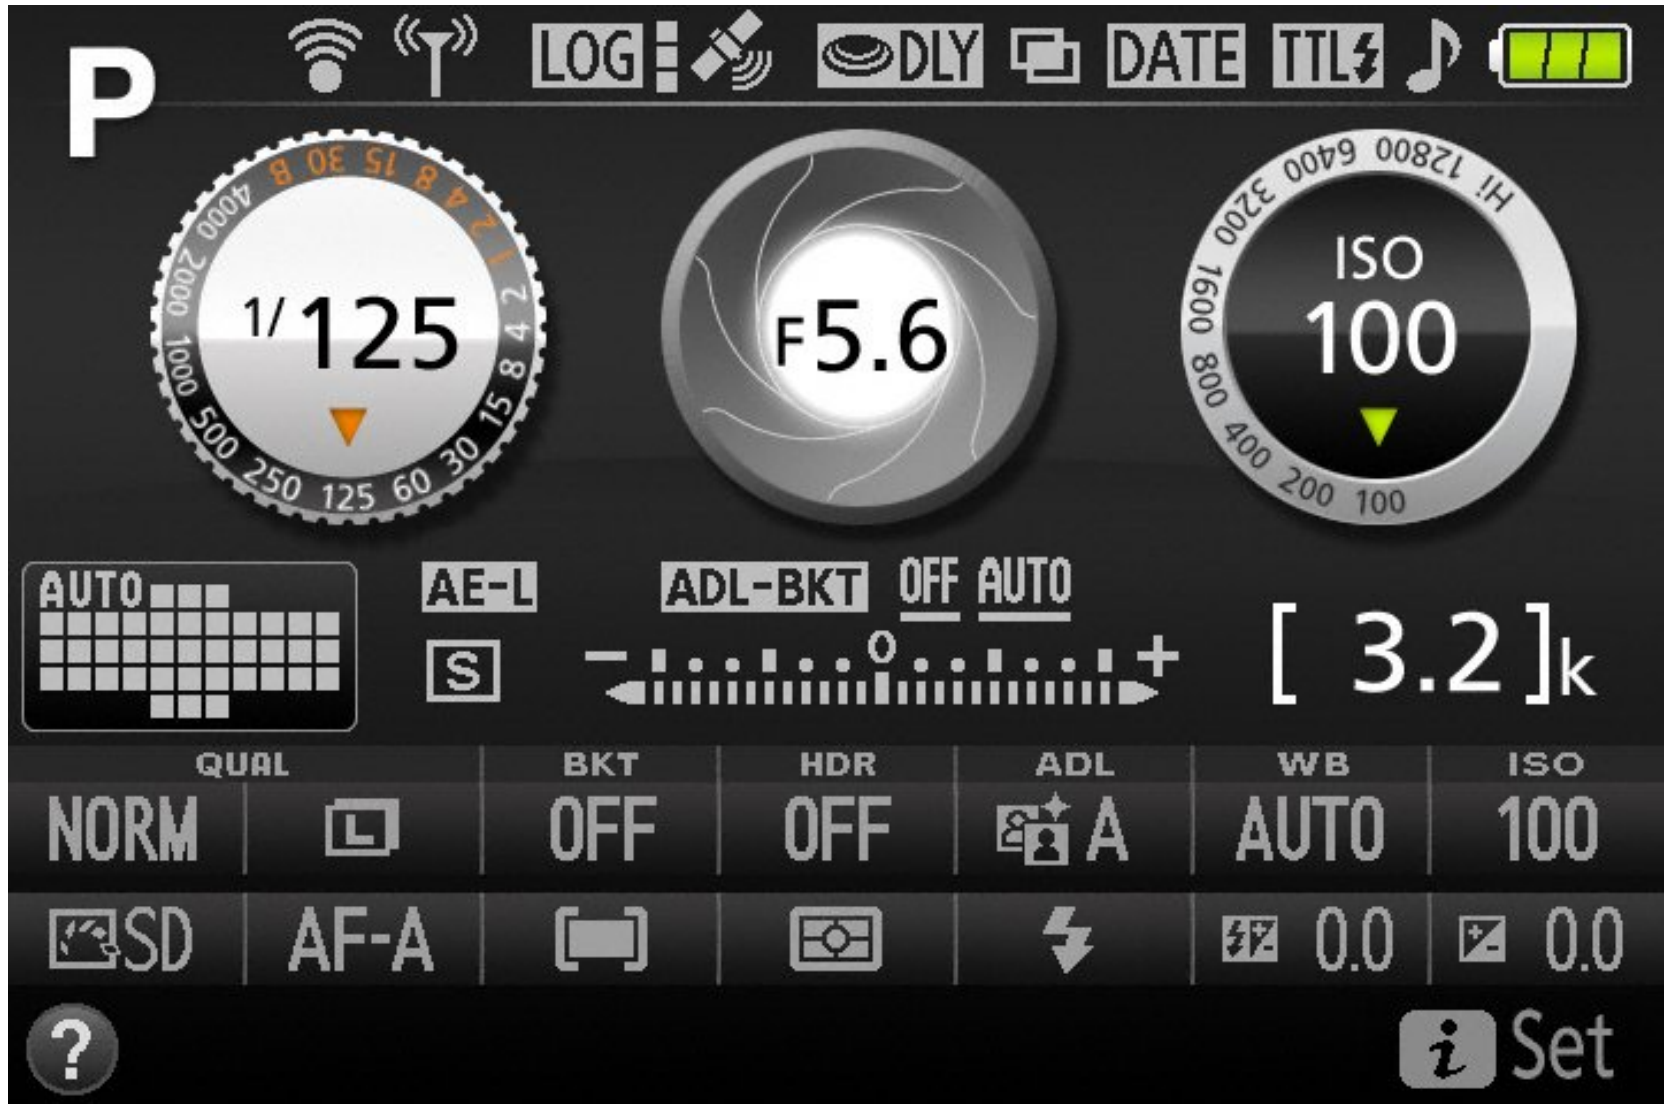 P LOG DLY DATE TTL
4000 B 30 15 8 4 2 1
2000 1000 500 250 125 60 30 15 8 4 2
1/125
F5.6
3200 6400 12800 Hi
1600 800 400 200 100
ISO
100
AUTO AE-L ADL-BKT OFF AUTO
S - 0 + [ 3.2 ]k
QUAL BKT HDR ADL WB ISO
NORM L OFF OFF A AUTO 100
SD AF-A 0.0 0.0
? i Set